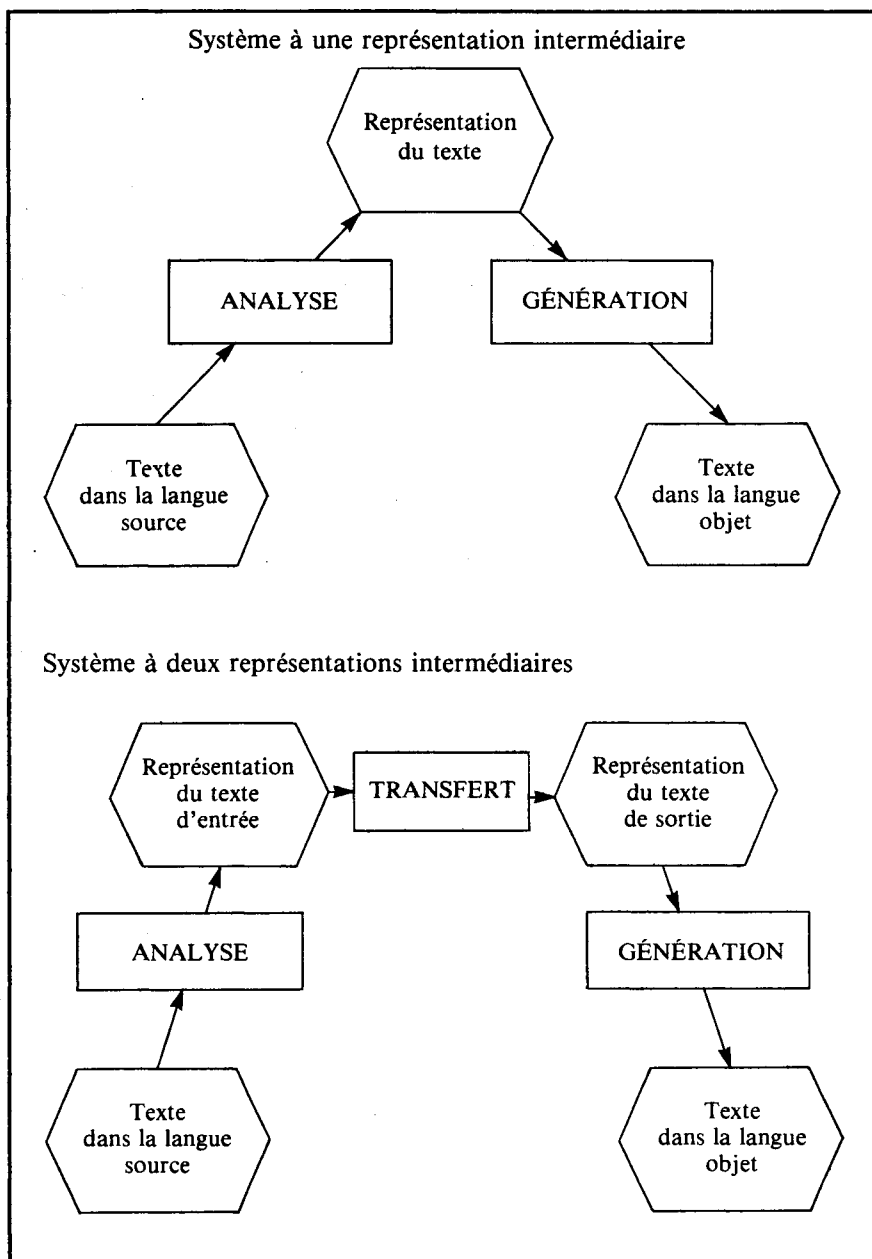 Système à une représentation intermédiaire
Représentation
du texte
ANALYSE
GÉNÉRATION
Texte
dans la langue
source
Texte
dans la langue
objet
Système à deux représentations intermédiaires
Représentation
du texte
d'entrée
TRANSFERT
Représentation
du texte
de sortie
ANALYSE
GÉNÉRATION
Texte
dans la langue
source
Texte
dans la langue
objet